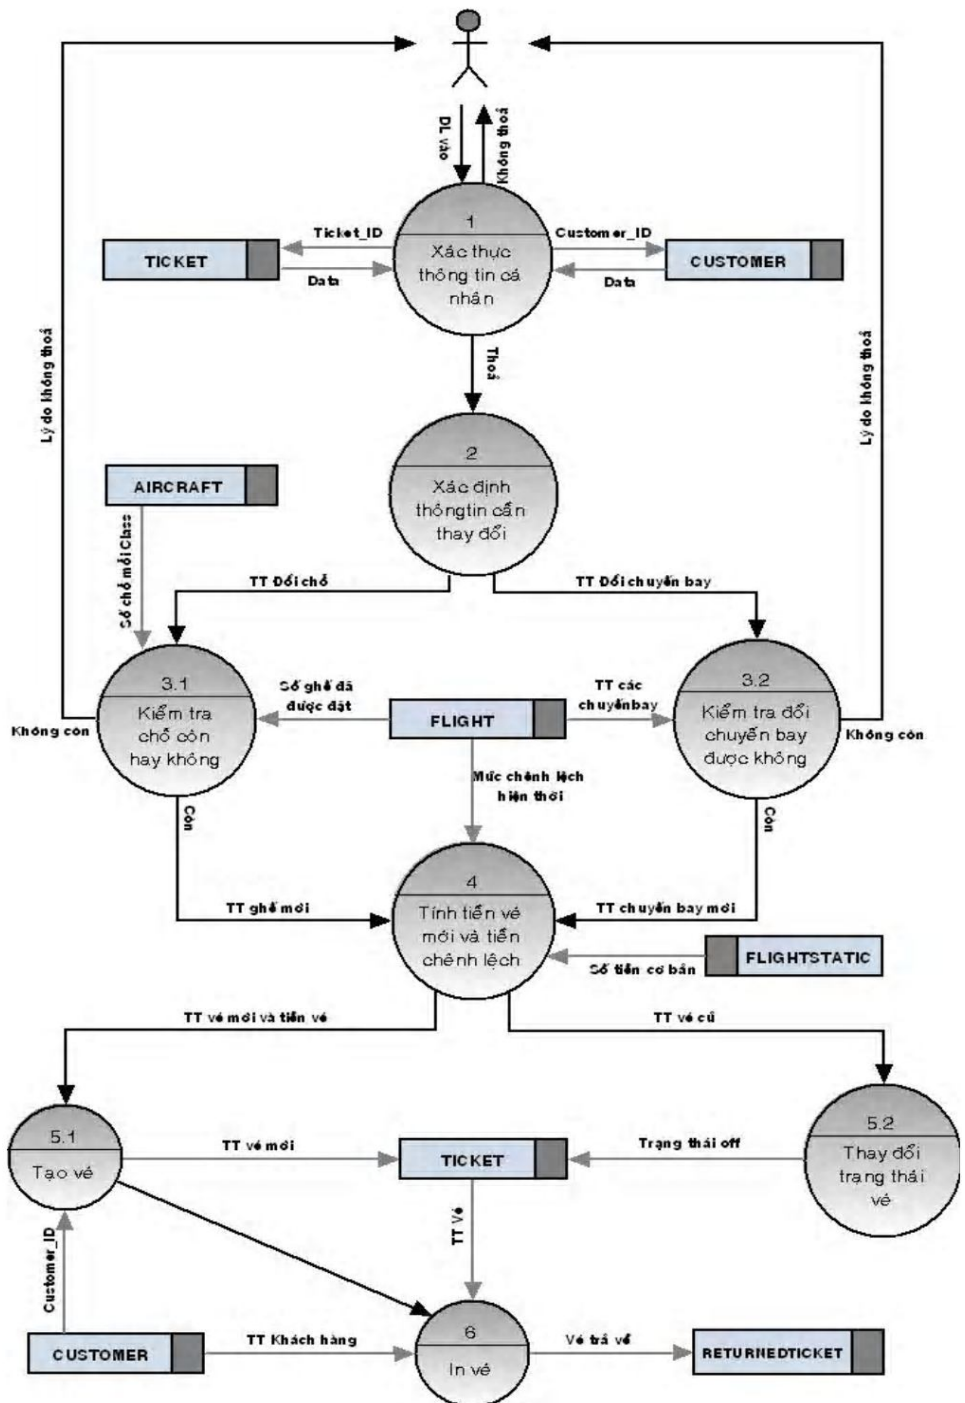 DL vào
Không thoả
1
Ticket_ID
Customer_ID
Xác thực
TICKET
thông tin cá
CUSTOMER
Data
nhân
Data
Thoả
Lý do không thoả
Lý do không thoả
2
AIRCRAFT
Xác định
thôngtin cần
thay đổi
Số chỗ mỗi Class
TT Đổi chỗ
TT Đổi chuyến bay
3.1
Số ghế đã
được đặt
TT các
chuyếnbay
3.2
Kiểm tra
chỗ còn
hay không
FLIGHT
Kiểm tra đổi
chuyến bay
được không
Không còn
Không còn
Mức chênh lệch
hiện thời
Còn
Còn
4
TT ghế mới
Tính tiền vé
mới và tiền
chênh lệch
TT chuyến bay mới
FLIGHTSTATIC
Số tiền cơ bản
TT vé mới và tiền vé
TT vé cũ
5.1
Tạo vé
TT vé mới
TICKET
Trạng thái off
5.2
Thay đổi
trạng thái
vé
Customer_ID
TT Vé
CUSTOMER
TT Khách hàng
6
In vé
Vé trả về
RETURNEDTICKET